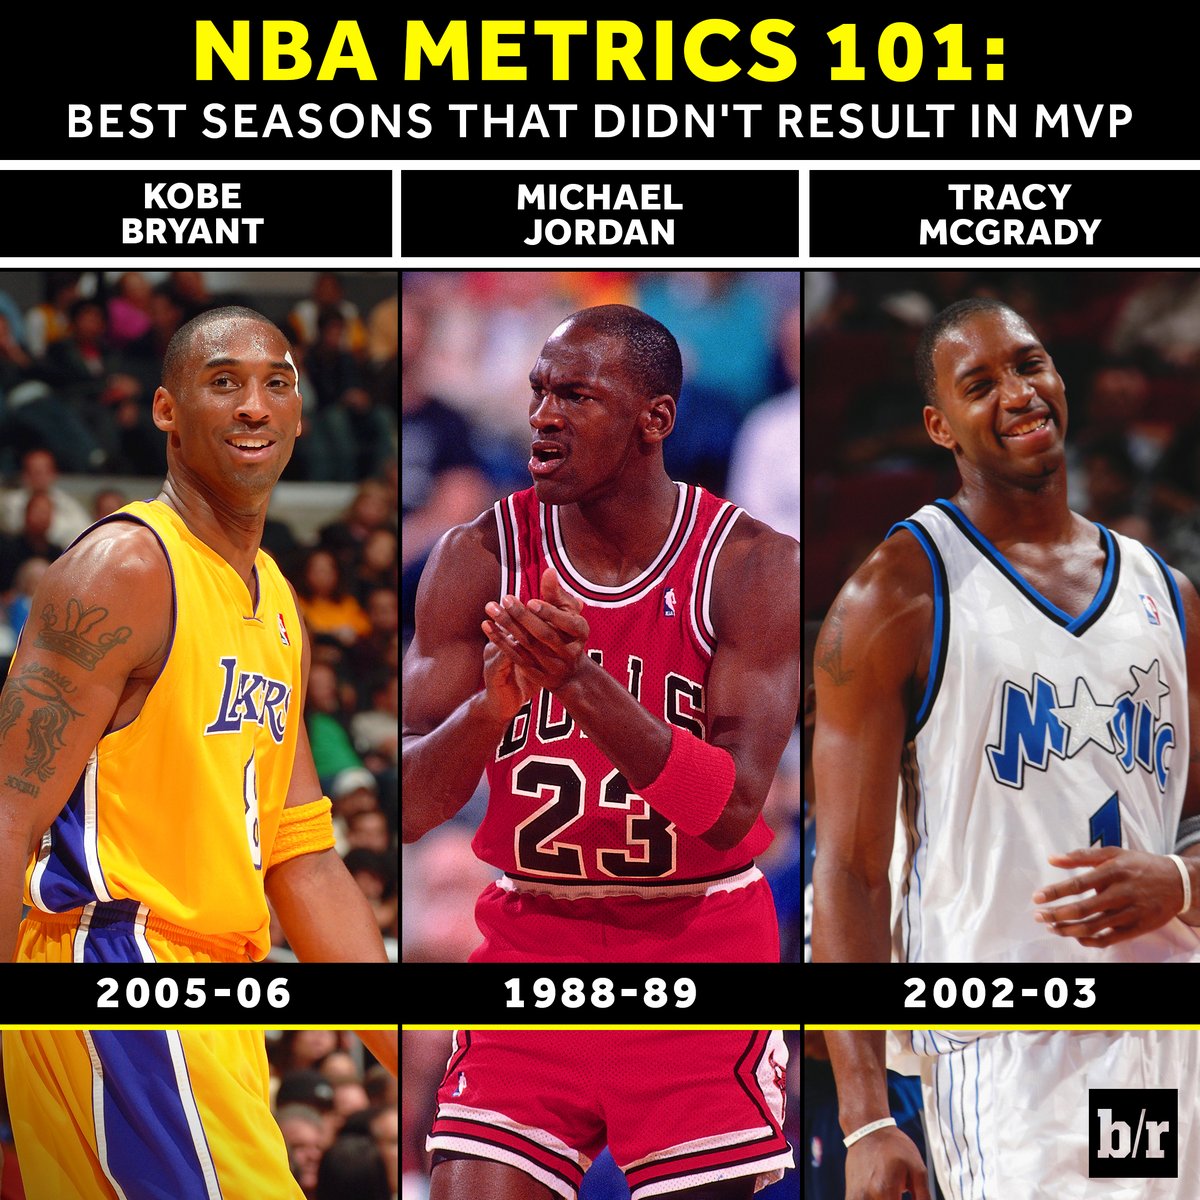 NBA METRICS 101:
BEST SEASONS THAT DIDN'T RESULT IN MVP
KOBE
BRYANT
MICHAEL
JORDAN
TRACY
MCGRADY
LAKERS
8
BULLS
23
MAGIC
1
2005-06
1988-89
2002-03
b/r